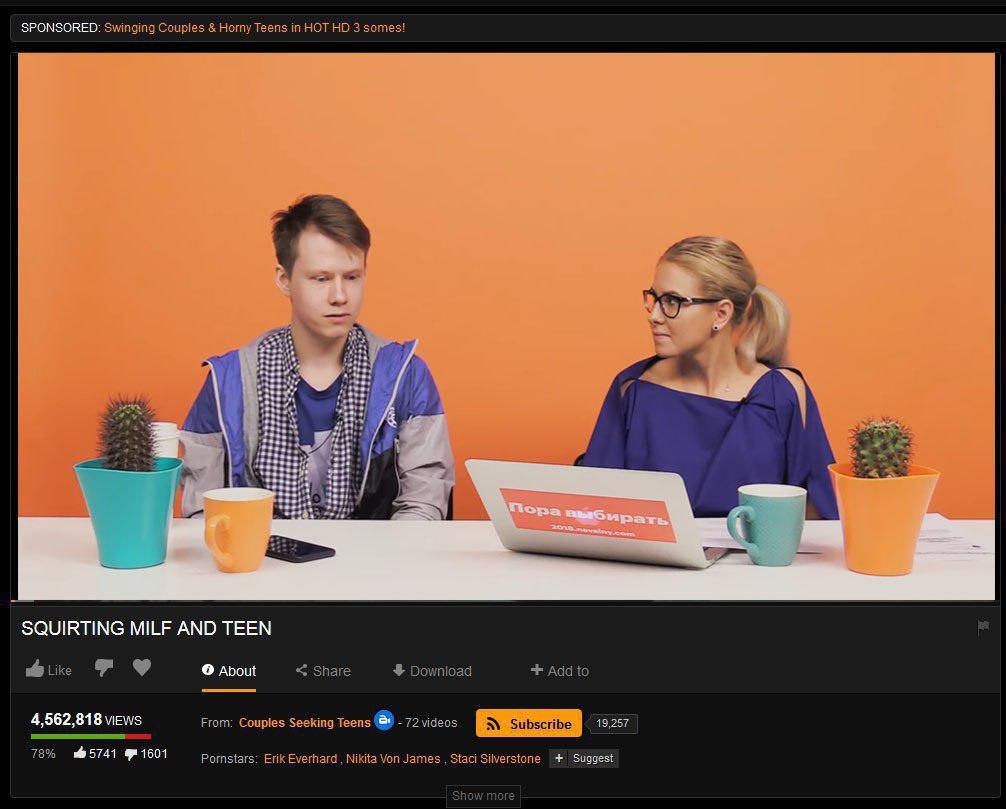 SPONSORED: Swinging Couples & Horny Teens in HOT HD 3 somes!
Пора выбирать
2018.navalny.com
SQUIRTING MILF AND TEEN
Like About Share Download Add to
4,562,818 VIEWS
From: Couples Seeking Teens - 72 videos Subscribe 19,257
78% 5741 1601
Pornstars: Erik Everhard , Nikita Von James , Staci Silverstone + Suggest
Show more